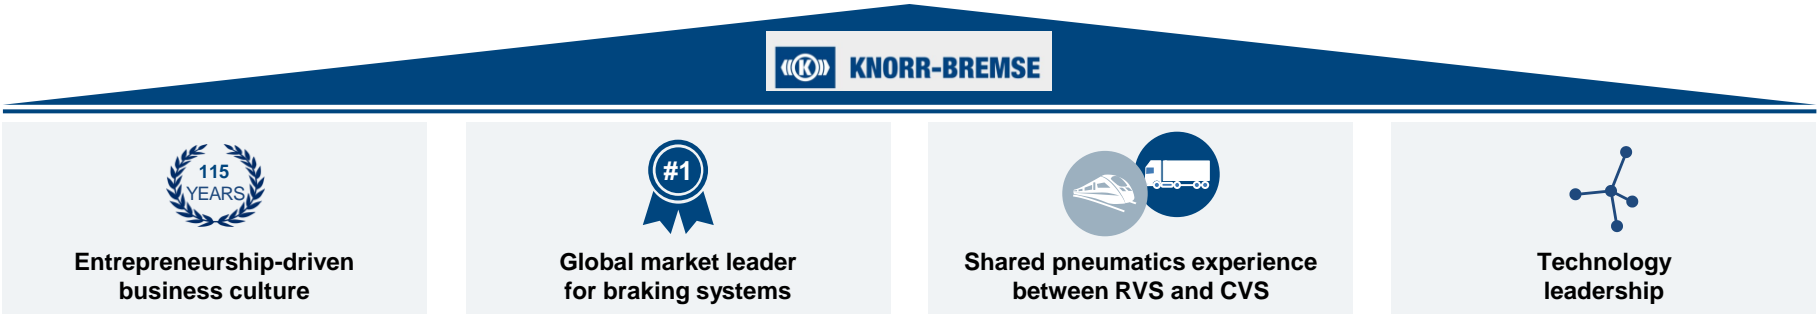 ((K)) KNORR-BREMSE
115
YEARS
Entrepreneurship-driven
business culture
#1
Global market leader
for braking systems
Shared pneumatics experience
between RVS and CVS
Technology
leadership